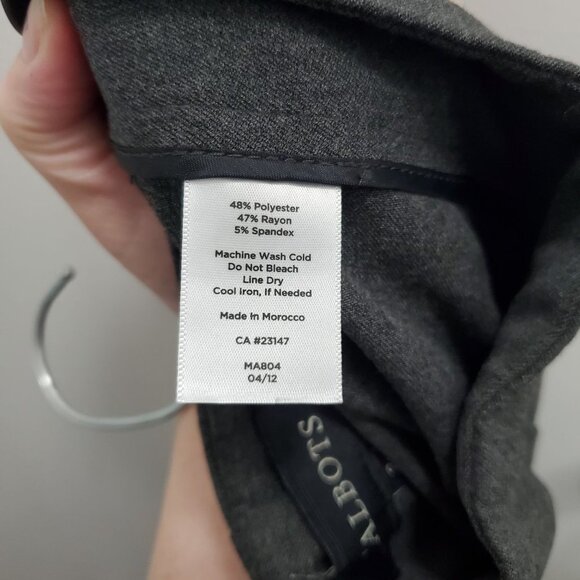 48% Polyester
47% Rayon
5% Spandex
Machine Wash Cold
Do Not Bleach
Line Dry
Cool Iron, If Needed
Made in Morocco
CA #23147
MA804
04/12
ALBOTS